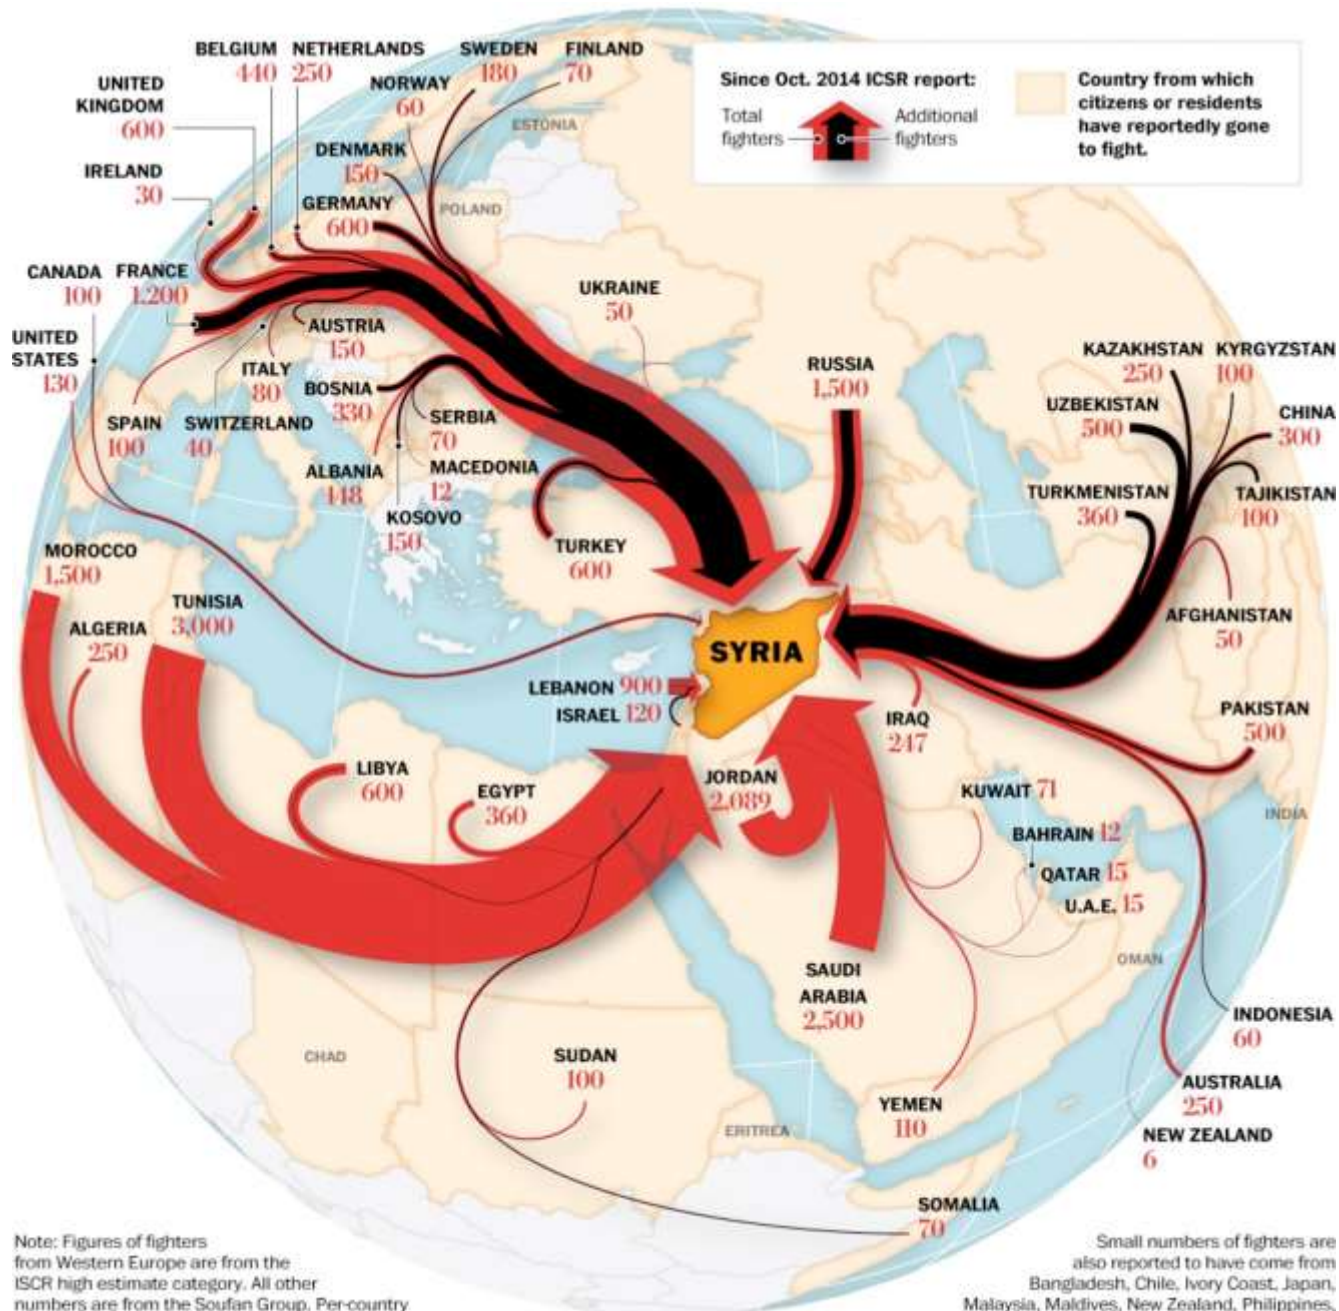 BELGIUM
440
NETHERLANDS
250
SWEDEN
180
FINLAND
70
NORWAY
60
UNITED
KINGDOM
600
IRELAND
30
DENMARK
150
GERMANY
600
ESTONIA
POLAND
Since Oct. 2014 ICSR report:
Total
fighters
Additional
fighters
Country from which
citizens or residents
have reportedly gone
to fight.
CANADA
100
FRANCE
1,200
UNITED
STATES
130
AUSTRIA
150
ITALY
80
SPAIN
100
SWITZERLAND
40
BOSNIA
330
SERBIA
70
ALBANIA
148
MACEDONIA
12
KOSOVO
150
UKRAINE
50
RUSSIA
1,500
TURKEY
600
KAZAKHSTAN
250
KYRGYZSTAN
100
UZBEKISTAN
500
CHINA
300
TURKMENISTAN
360
TAJIKISTAN
100
AFGHANISTAN
50
PAKISTAN
500
INDIA
MOROCCO
1,500
ALGERIA
250
TUNISIA
3,000
SYRIA
LEBANON 900
ISRAEL 120
LIBYA
600
EGYPT
360
JORDAN
2,089
IRAQ
247
KUWAIT 71
BAHRAIN 12
QATAR 15
U.A.E. 15
OMAN
SAUDI
ARABIA
2,500
INDONESIA
60
AUSTRALIA
250
NEW ZEALAND
6
YEMEN
110
CHAD
SUDAN
100
ERITREA
SOMALIA
70
Note: Figures of fighters
from Western Europe are from the
ISCR high estimate category. All other
numbers are from the Soufan Group. Per-country
Small numbers of fighters are
also reported to have come from
Bangladesh, Chile, Ivory Coast, Japan,
Malaysia, Maldives, New Zealand, Philippines,